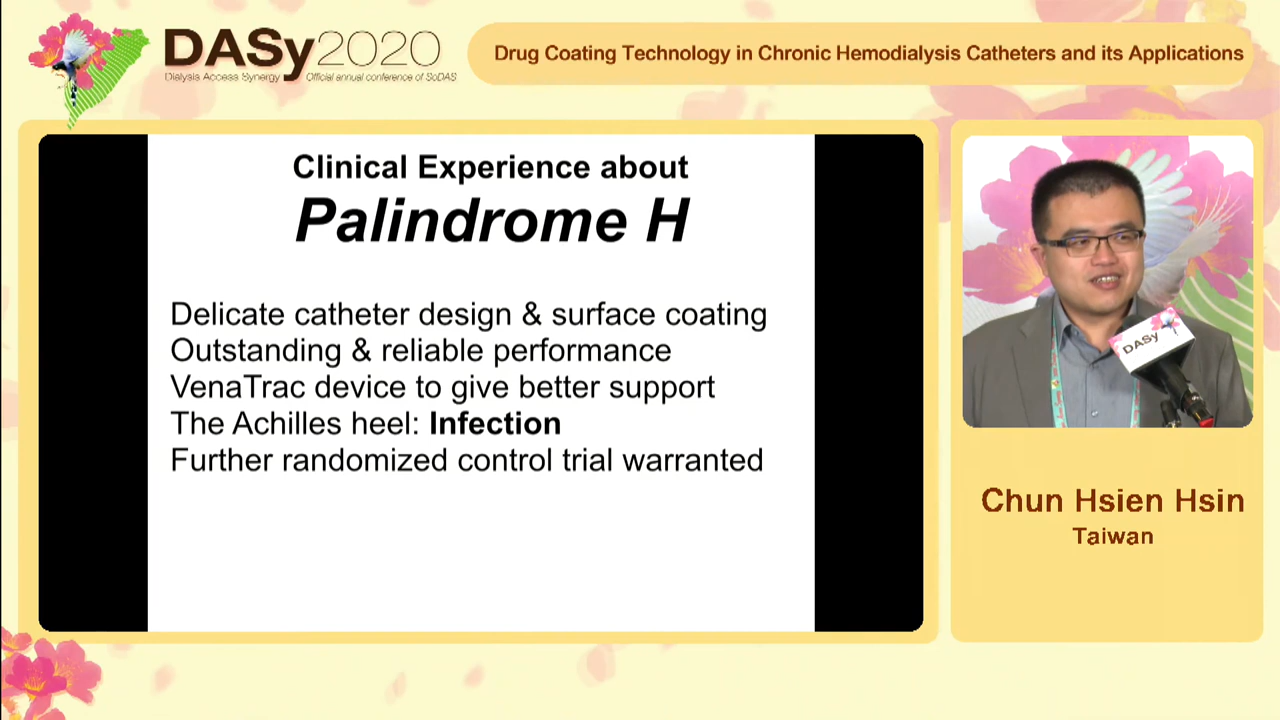 DASy2020
Dialysis Access Synergy Official annual conference of SoDAS
Drug Coating Technology in Chronic Hemodialysis Catheters and its Applications
Clinical Experience about
Palindrome H
Delicate catheter design & surface coating
Outstanding & reliable performance
VenaTrac device to give better support
The Achilles heel: Infection
Further randomized control trial warranted
DASy
Chun Hsien Hsin
Taiwan